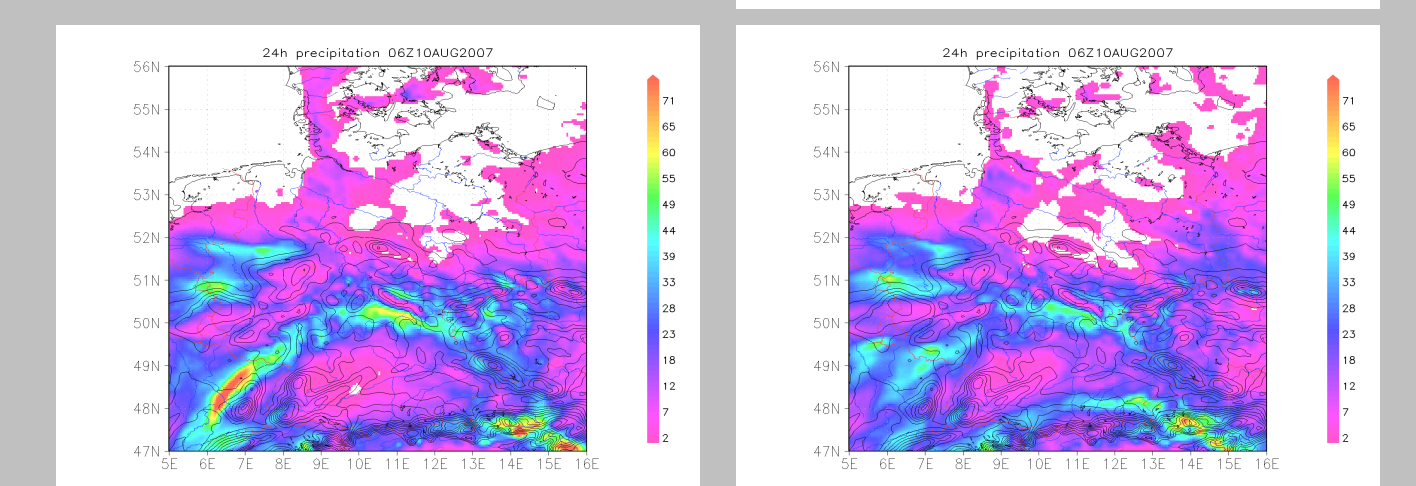 24h precipitation 06Z10AUG2007
56N
55N
54N
53N
52N
51N
50N
49N
48N
47N
5E 6E 7E 8E 9E 10E 11E 12E 13E 14E 15E 16E
71
65
60
55
49
44
39
33
28
23
18
12
7
2
24h precipitation 06Z10AUG2007
56N
55N
54N
53N
52N
51N
50N
49N
48N
47N
5E 6E 7E 8E 9E 10E 11E 12E 13E 14E 15E 16E
71
65
60
55
49
44
39
33
28
23
18
12
7
2